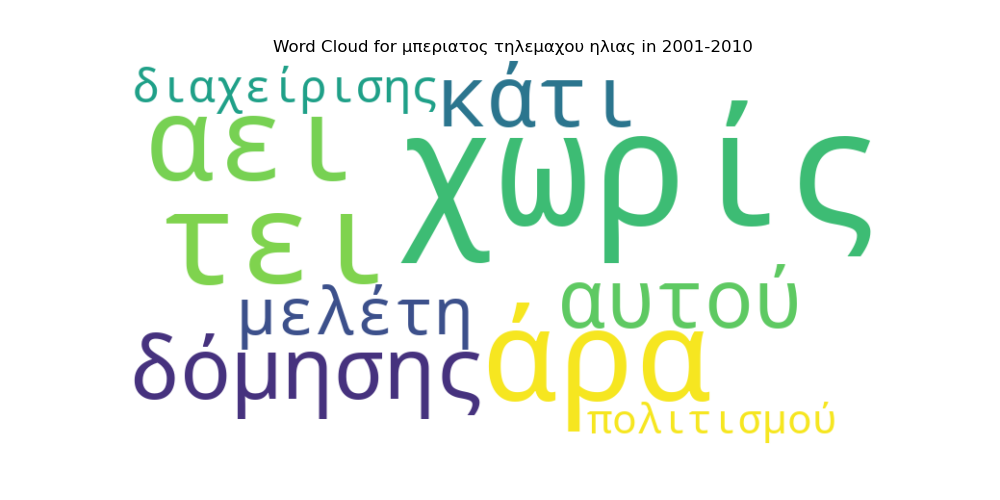 Word Cloud for μπεριατος τηλεμαχου ηλιας in 2001-2010
διαχείρισης
κάτι
αει
χωρίς
τει
αυτού
μελέτη
άρα
δόμησης
πολιτισμού